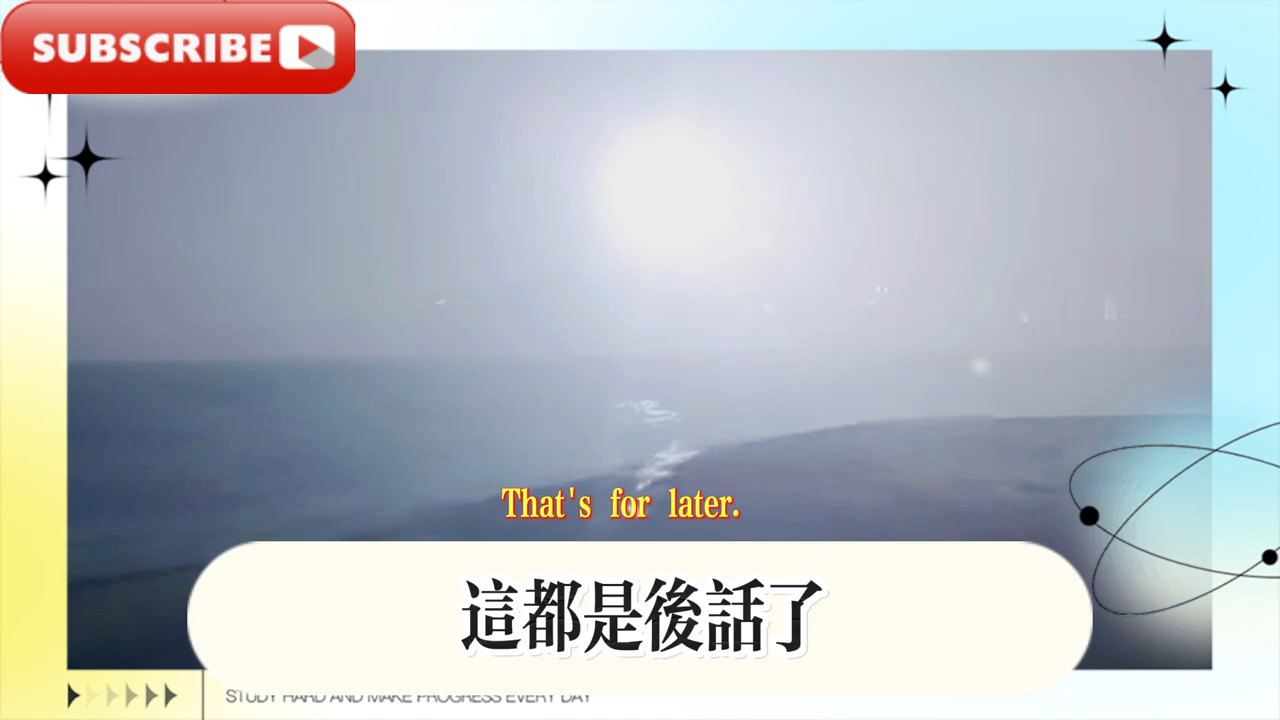 SUBSCRIBE
That's for later.
這都是後話了
STUDY HARD AND MAKE PROGRESS EVERY DAY